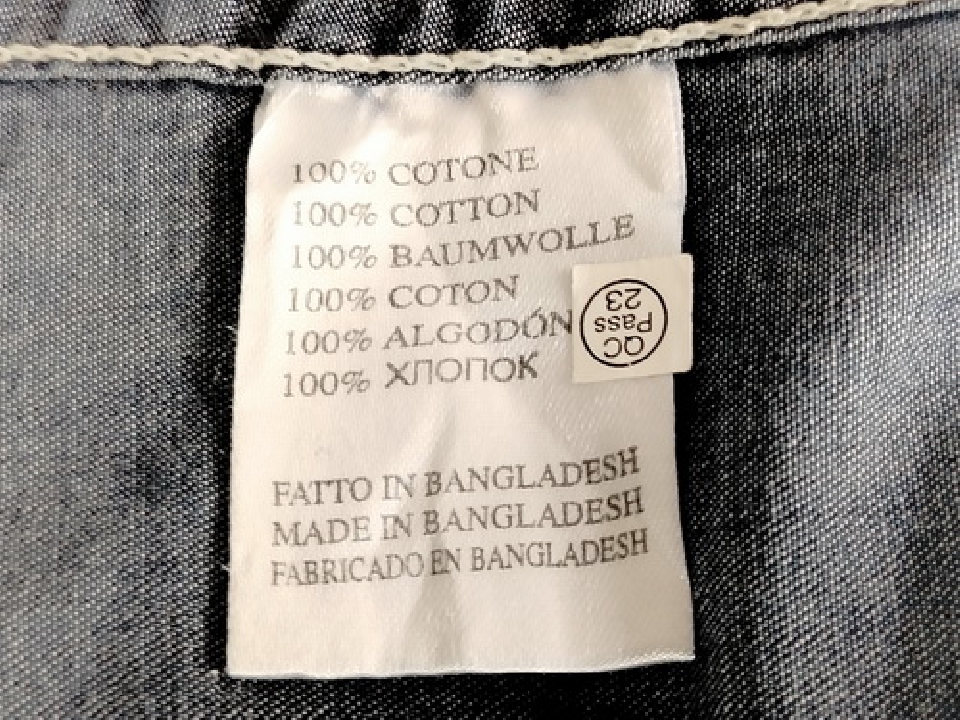 100% COTONE
100% COTTON
100% BAUMWOLLE
100% COTON
100% ALGODÓN
100% ХПОПОК
FATTO IN BANGLADESH
MADE IN BANGLADESH
FABRICADO EN BANGLADESH
QC
Pass
23